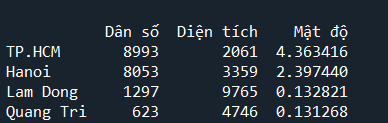 Dân số Diện tích Mật độ
TP.HCM 8993 2061 4.363416
Hanoi 8053 3359 2.397440
Lam Dong 1297 9765 0.132821
Quang Tri 623 4746 0.131268